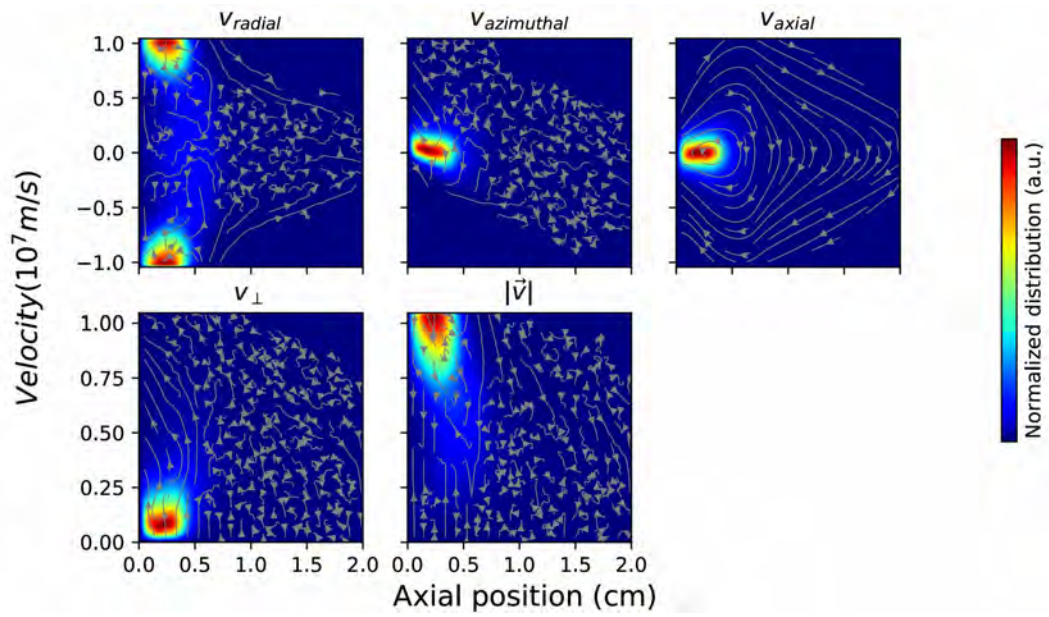 v_radial v_azimuthal v_axial
1.0
0.5
0.0
−0.5
−1.0
v_⊥ |v⃗|
1.00
0.75
0.50
0.25
0.00
0.0 0.5 1.0 1.5 2.0 0.0 0.5 1.0 1.5 2.0
Axial position (cm)
Velocity(10^7 m/s)
Normalized distribution (a.u.)